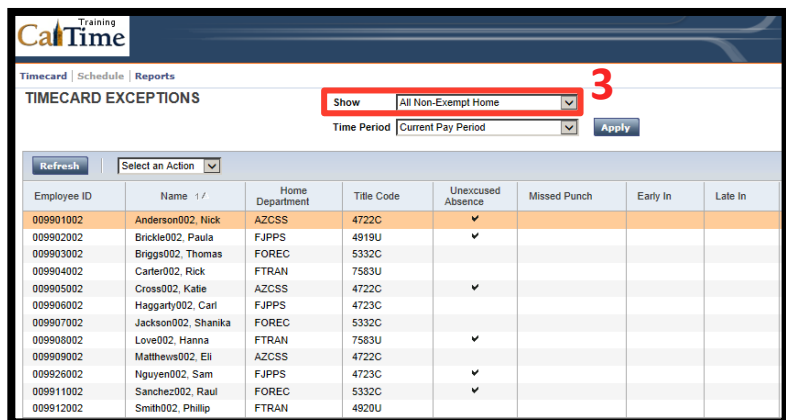 Training
CalTime
Timecard | Schedule | Reports
TIMECARD EXCEPTIONS
Show All Non-Exempt Home 3
Time Period Current Pay Period Apply
Refresh Select an Action
Employee ID Name 1 Home Department Title Code Unexcused Absence Missed Punch Early In Late In
009901002 Anderson002, Nick AZCSS 4722C ✔
009902002 Brickle002, Paula FJPPS 4919U ✔
009903002 Briggs002, Thomas FOREC 5332C
009904002 Carter002, Rick FTRAN 7583U
009905002 Cross002, Katie AZCSS 4722C ✔
009906002 Haggarty002, Carl FJPPS 4723C
009907002 Jackson002, Shanika FOREC 5332C
009908002 Love002, Hanna FTRAN 7583U ✔
009909002 Matthews002, Eli AZCSS 4722C
009926002 Nguyen002, Sam FJPPS 4723C ✔
009911002 Sanchez002, Raul FOREC 5332C ✔
009912002 Smith002, Phillip FTRAN 4920U